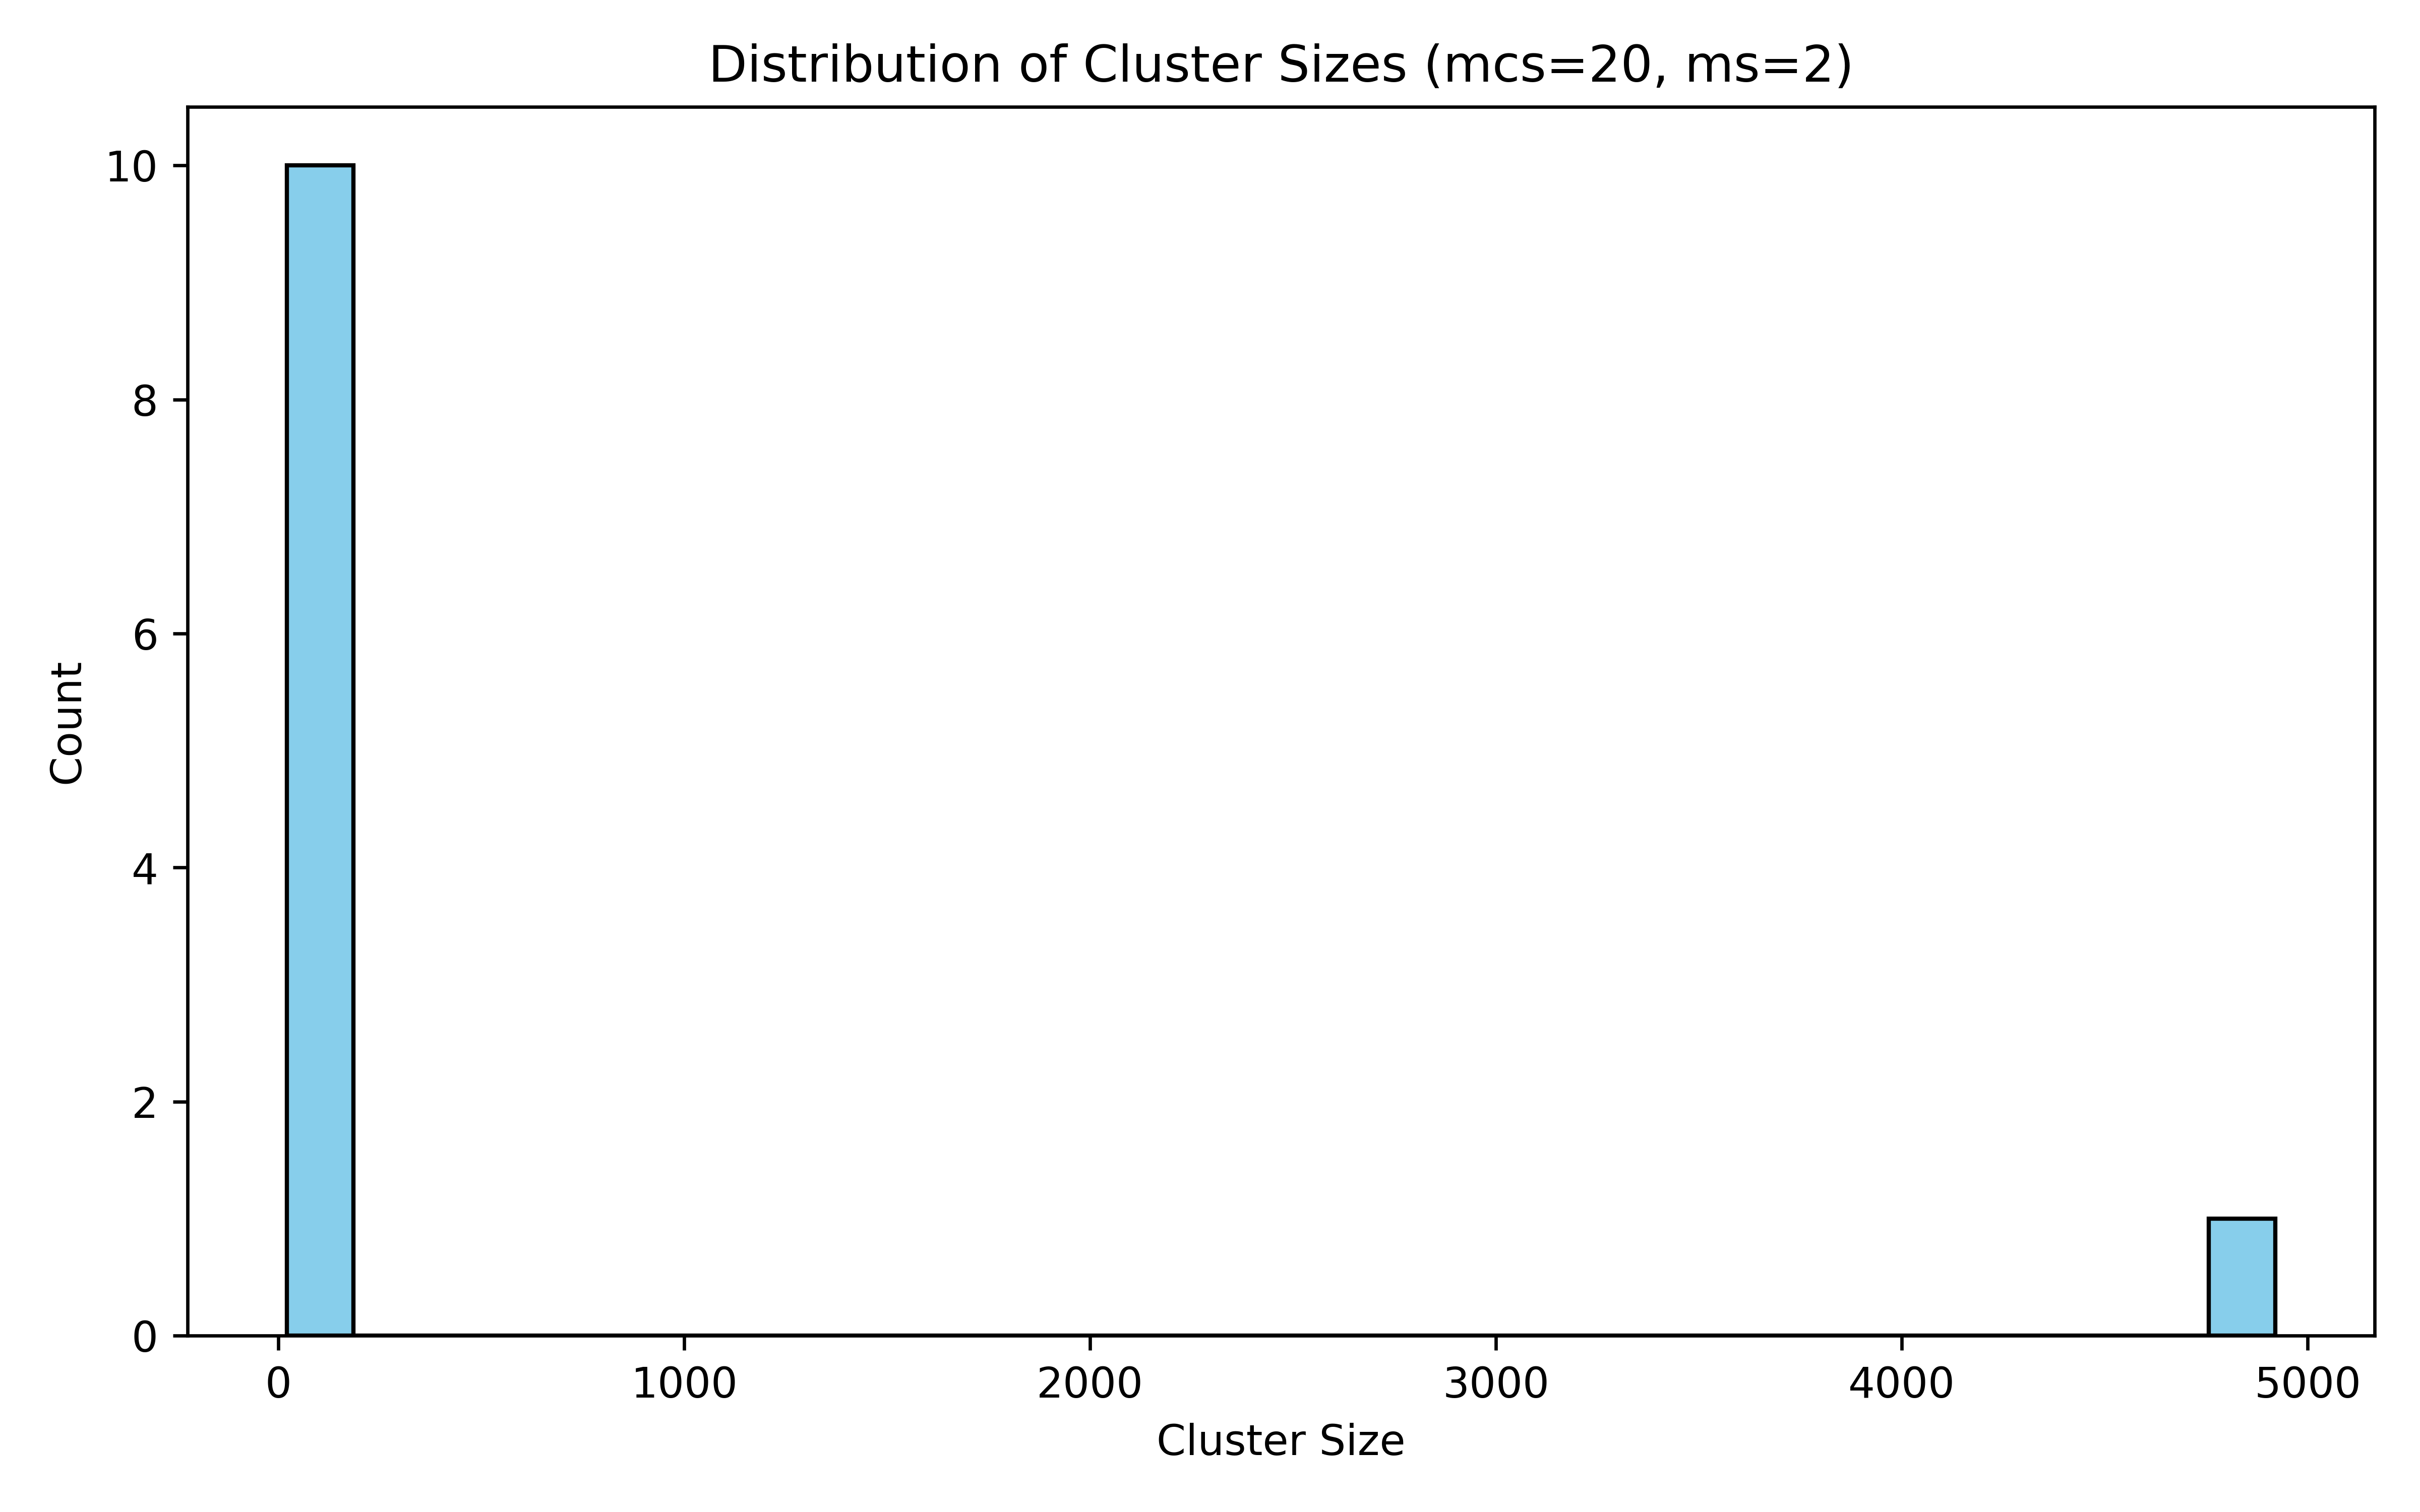 Distribution of Cluster Sizes (mcs=20, ms=2)
10
8
6
4
2
0
Count
0 1000 2000 3000 4000 5000
Cluster Size